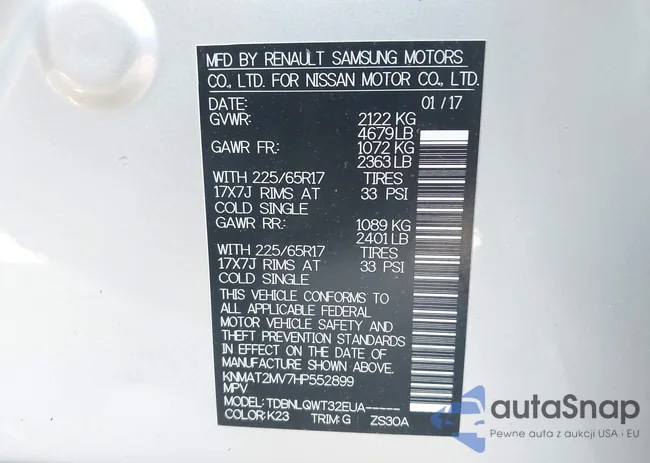 MFD BY RENAULT SAMSUNG MOTORS
CO., LTD. FOR NISSAN MOTOR CO., LTD.
DATE: 01/17
GVWR: 2122 KG
4679LB
GAWR FR: 1072 KG
2363LB
WITH 225/65R17 TIRES
17X7J RIMS AT 33 PSI
COLD SINGLE
GAWR RR: 1089 KG
2401LB
WITH 225/65R17 TIRES
17X7J RIMS AT 33 PSI
COLD SINGLE
THIS VEHICLE CONFORMS TO
ALL APPLICABLE FEDERAL
MOTOR VEHICLE SAFETY AND
THEFT PREVENTION STANDARDS
IN EFFECT ON THE DATE OF
MANUFACTURE SHOWN ABOVE.
KNMAT2MV7HP552899
MPV
MODEL: TDBNLQWT32EUA-----
COLOR: K23 TRIM: G ZS30A
autoSnap
Pewne auta z aukcji USA i EU